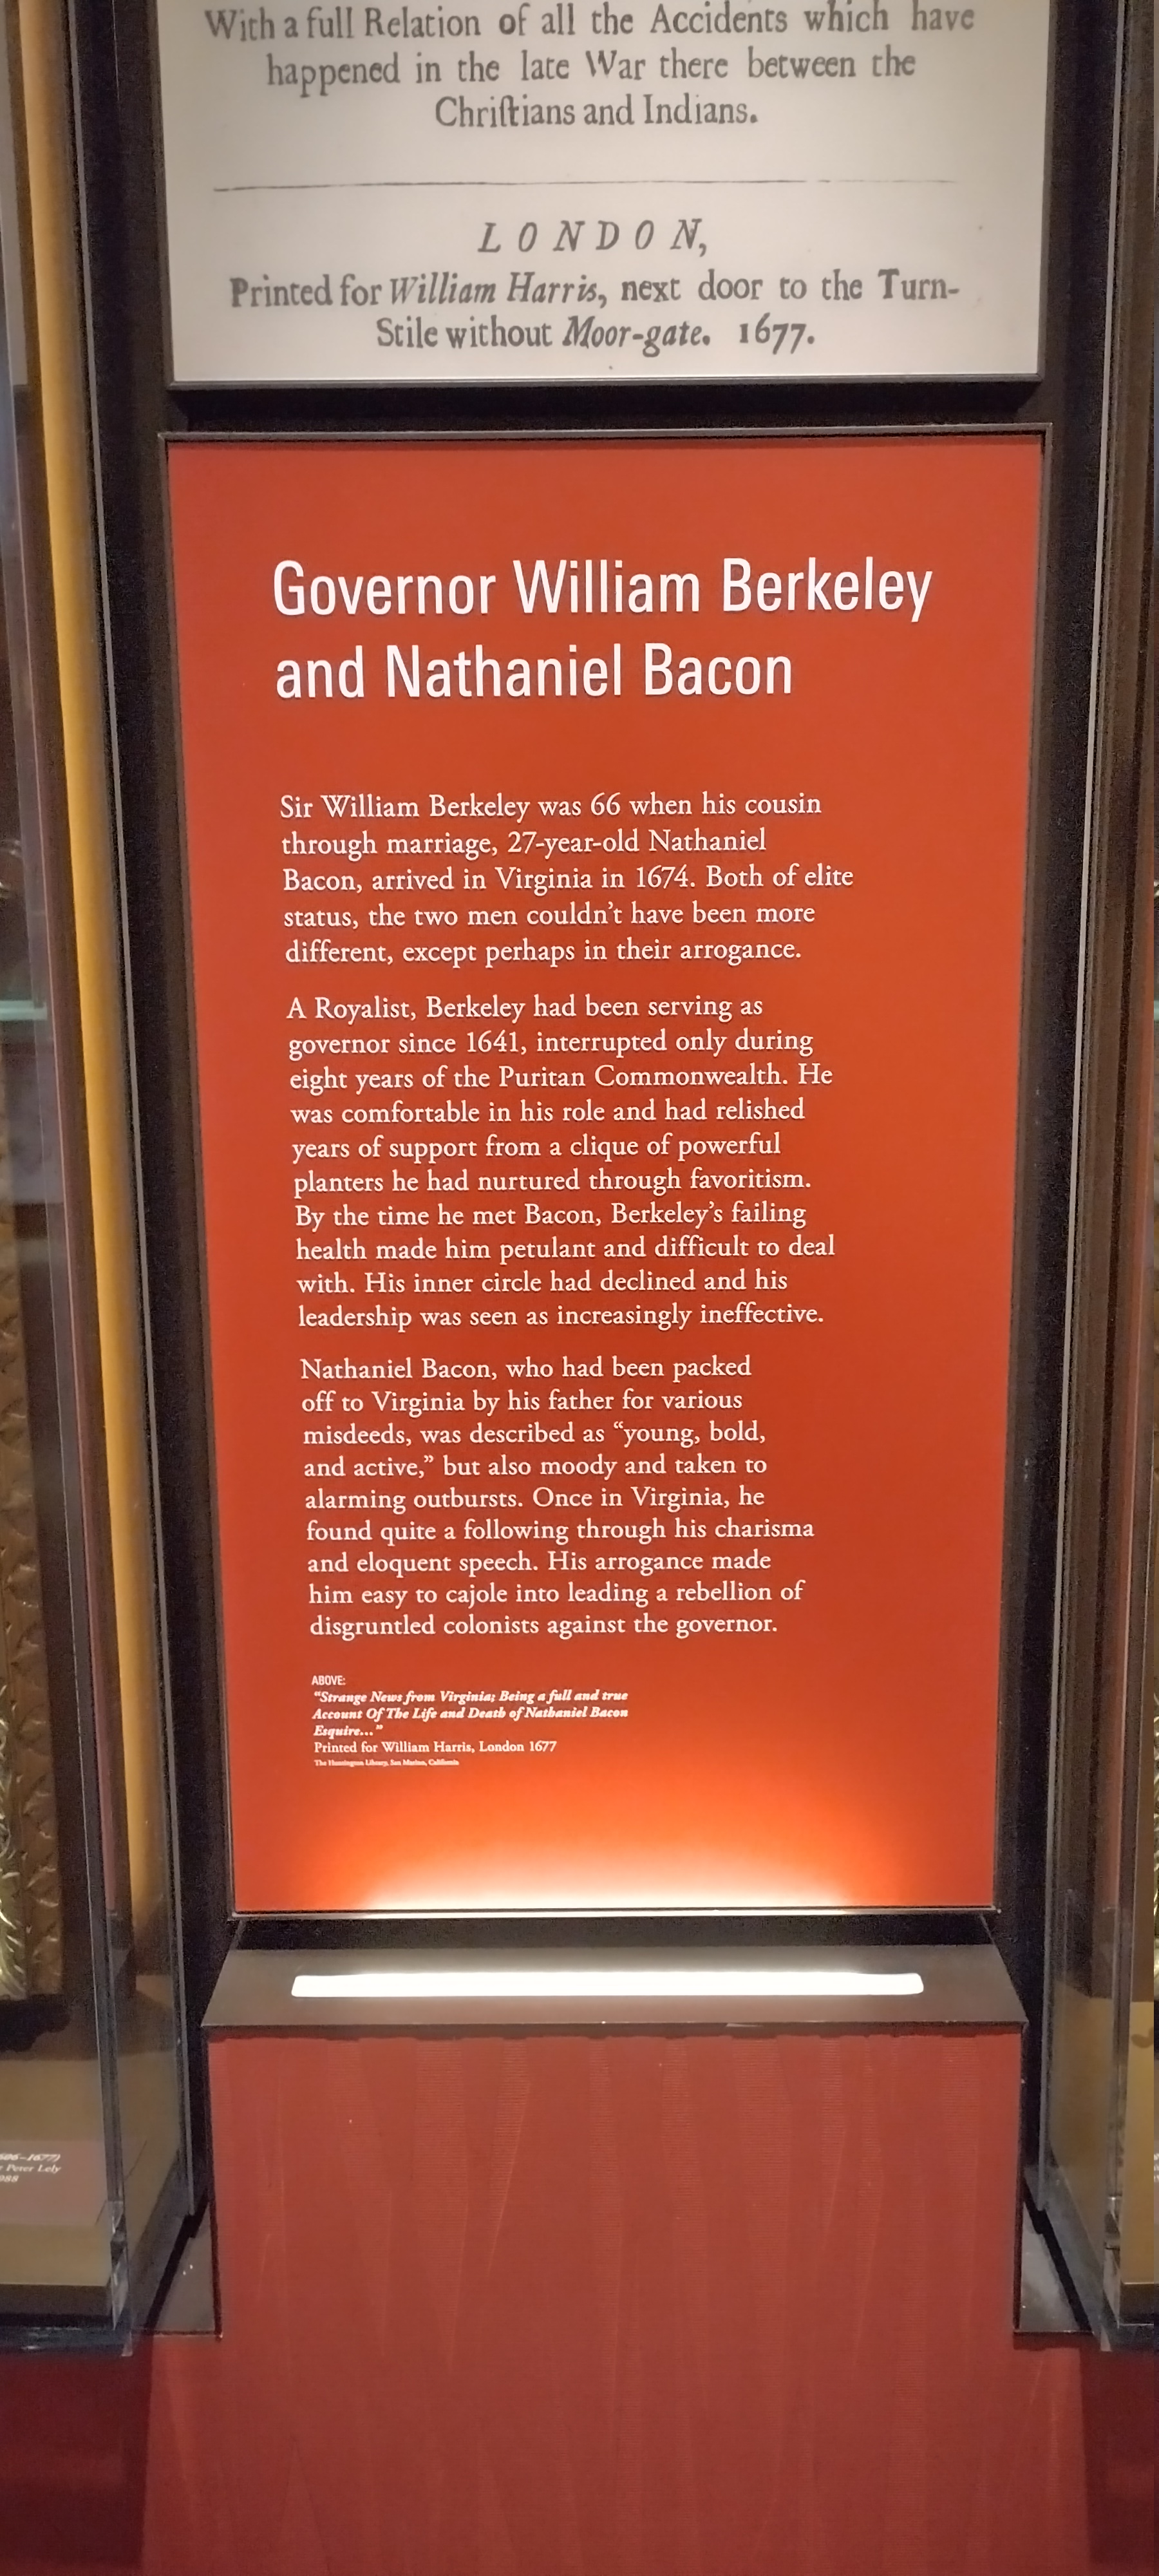 With a full Relation of all the Accidents which have
happened in the late War there between the
Chriſtians and Indians.
LONDON,
Printed for William Harris, next door to the Turn-
Stile without Moor-gate. 1677.
Governor William Berkeley
and Nathaniel Bacon
Sir William Berkeley was 66 when his cousin
through marriage, 27-year-old Nathaniel
Bacon, arrived in Virginia in 1674. Both of elite
status, the two men couldn’t have been more
different, except perhaps in their arrogance.
A Royalist, Berkeley had been serving as
governor since 1641, interrupted only during
eight years of the Puritan Commonwealth. He
was comfortable in his role and had relished
years of support from a clique of powerful
planters he had nurtured through favoritism.
By the time he met Bacon, Berkeley’s failing
health made him petulant and difficult to deal
with. His inner circle had declined and his
leadership was seen as increasingly ineffective.
Nathaniel Bacon, who had been packed
off to Virginia by his father for various
misdeeds, was described as “young, bold,
and active,” but also moody and taken to
alarming outbursts. Once in Virginia, he
found quite a following through his charisma
and eloquent speech. His arrogance made
him easy to cajole into leading a rebellion of
disgruntled colonists against the governor.
ABOVE:
“Strange News from Virginia; Being a full and true
Account Of The Life and Death of Nathaniel Bacon
Esquire...”
Printed for William Harris, London 1677
The Huntington Library, San Marino, California
Peter Lely